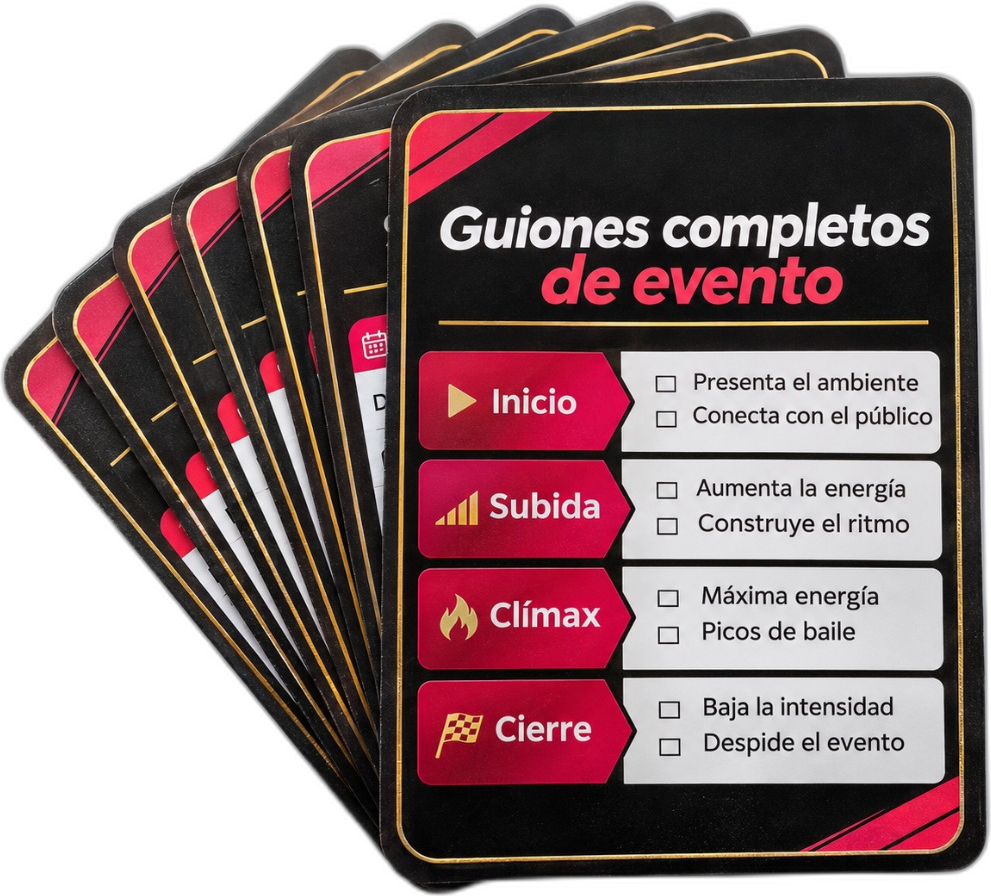 Guiones completos
de evento
Inicio
Presenta el ambiente
Conecta con el público
Subida
Aumenta la energía
Construye el ritmo
Clímax
Máxima energía
Picos de baile
Cierre
Baja la intensidad
Despide el evento